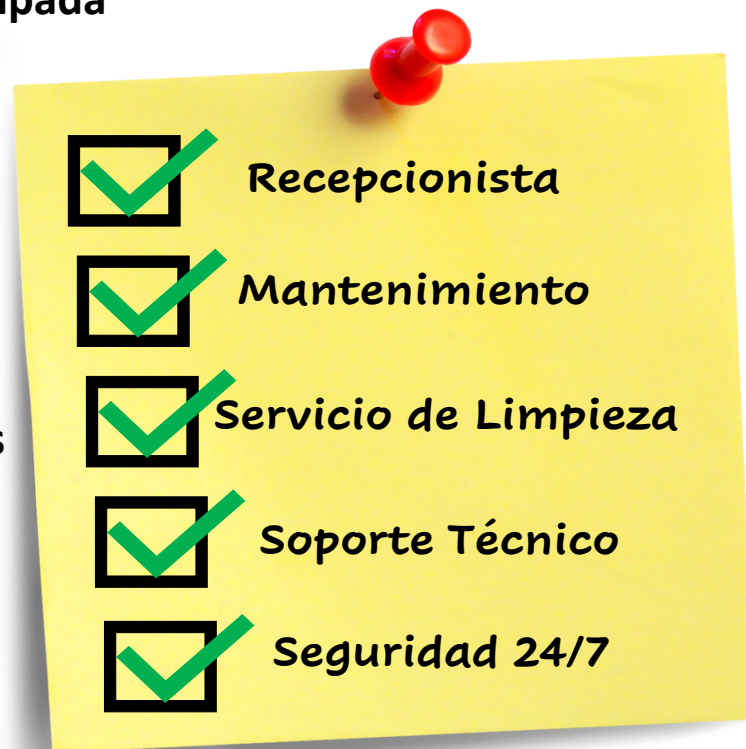 Recepcionista
Mantenimiento
Servicio de Limpieza
Soporte Técnico
Seguridad 24/7